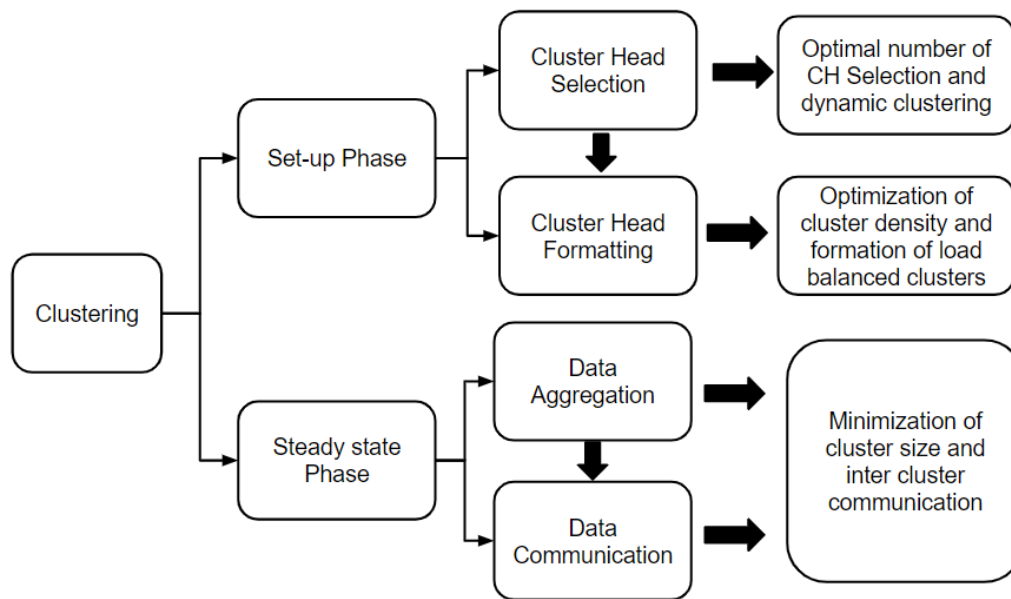 Clustering
Set-up Phase
Cluster Head
Selection
Optimal number of
CH Selection and
dynamic clustering
Cluster Head
Formatting
Optimization of
cluster density and
formation of load
balanced clusters
Steady state
Phase
Data
Aggregation
Data
Communication
Minimization of
cluster size and
inter cluster
communication